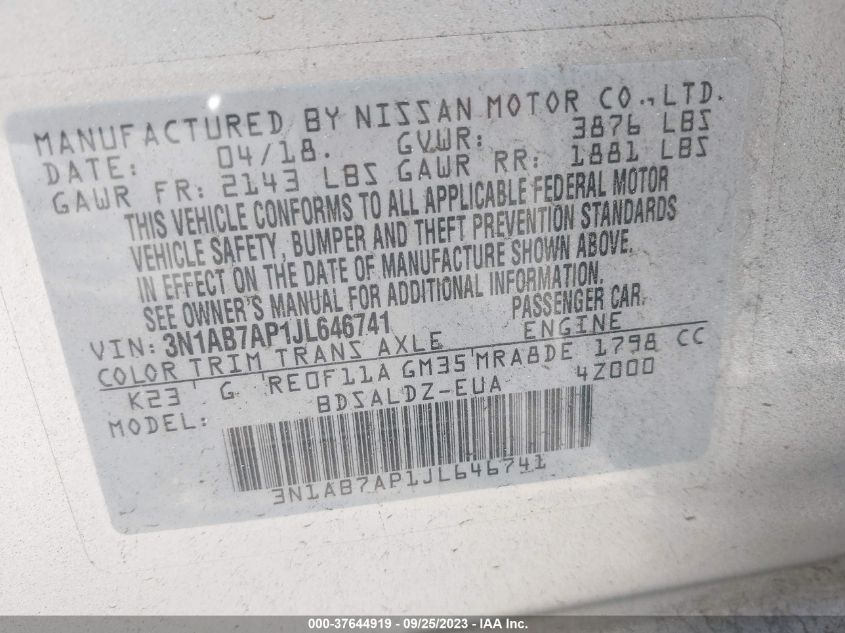 MANUFACTURED BY NISSAN MOTOR CO., LTD.
DATE: 04/18. GVWR: 3876 LBS
GAWR FR: 2143 LBS GAWR RR: 1881 LBS
THIS VEHICLE CONFORMS TO ALL APPLICABLE FEDERAL MOTOR
VEHICLE SAFETY, BUMPER AND THEFT PREVENTION STANDARDS
IN EFFECT ON THE DATE OF MANUFACTURE SHOWN ABOVE.
SEE OWNER'S MANUAL FOR ADDITIONAL INFORMATION.
VIN: 3N1AB7AP1JL646741 PASSENGER CAR.
COLOR TRIM TRANS AXLE ENGINE
K23 G RE0F11A GM35 MRA8DE 1798 CC
MODEL: BDSALDZ-EUA 4Z000
3N1AB7AP1JL646741
000-37644919 - 09/25/2023 - IAA Inc.